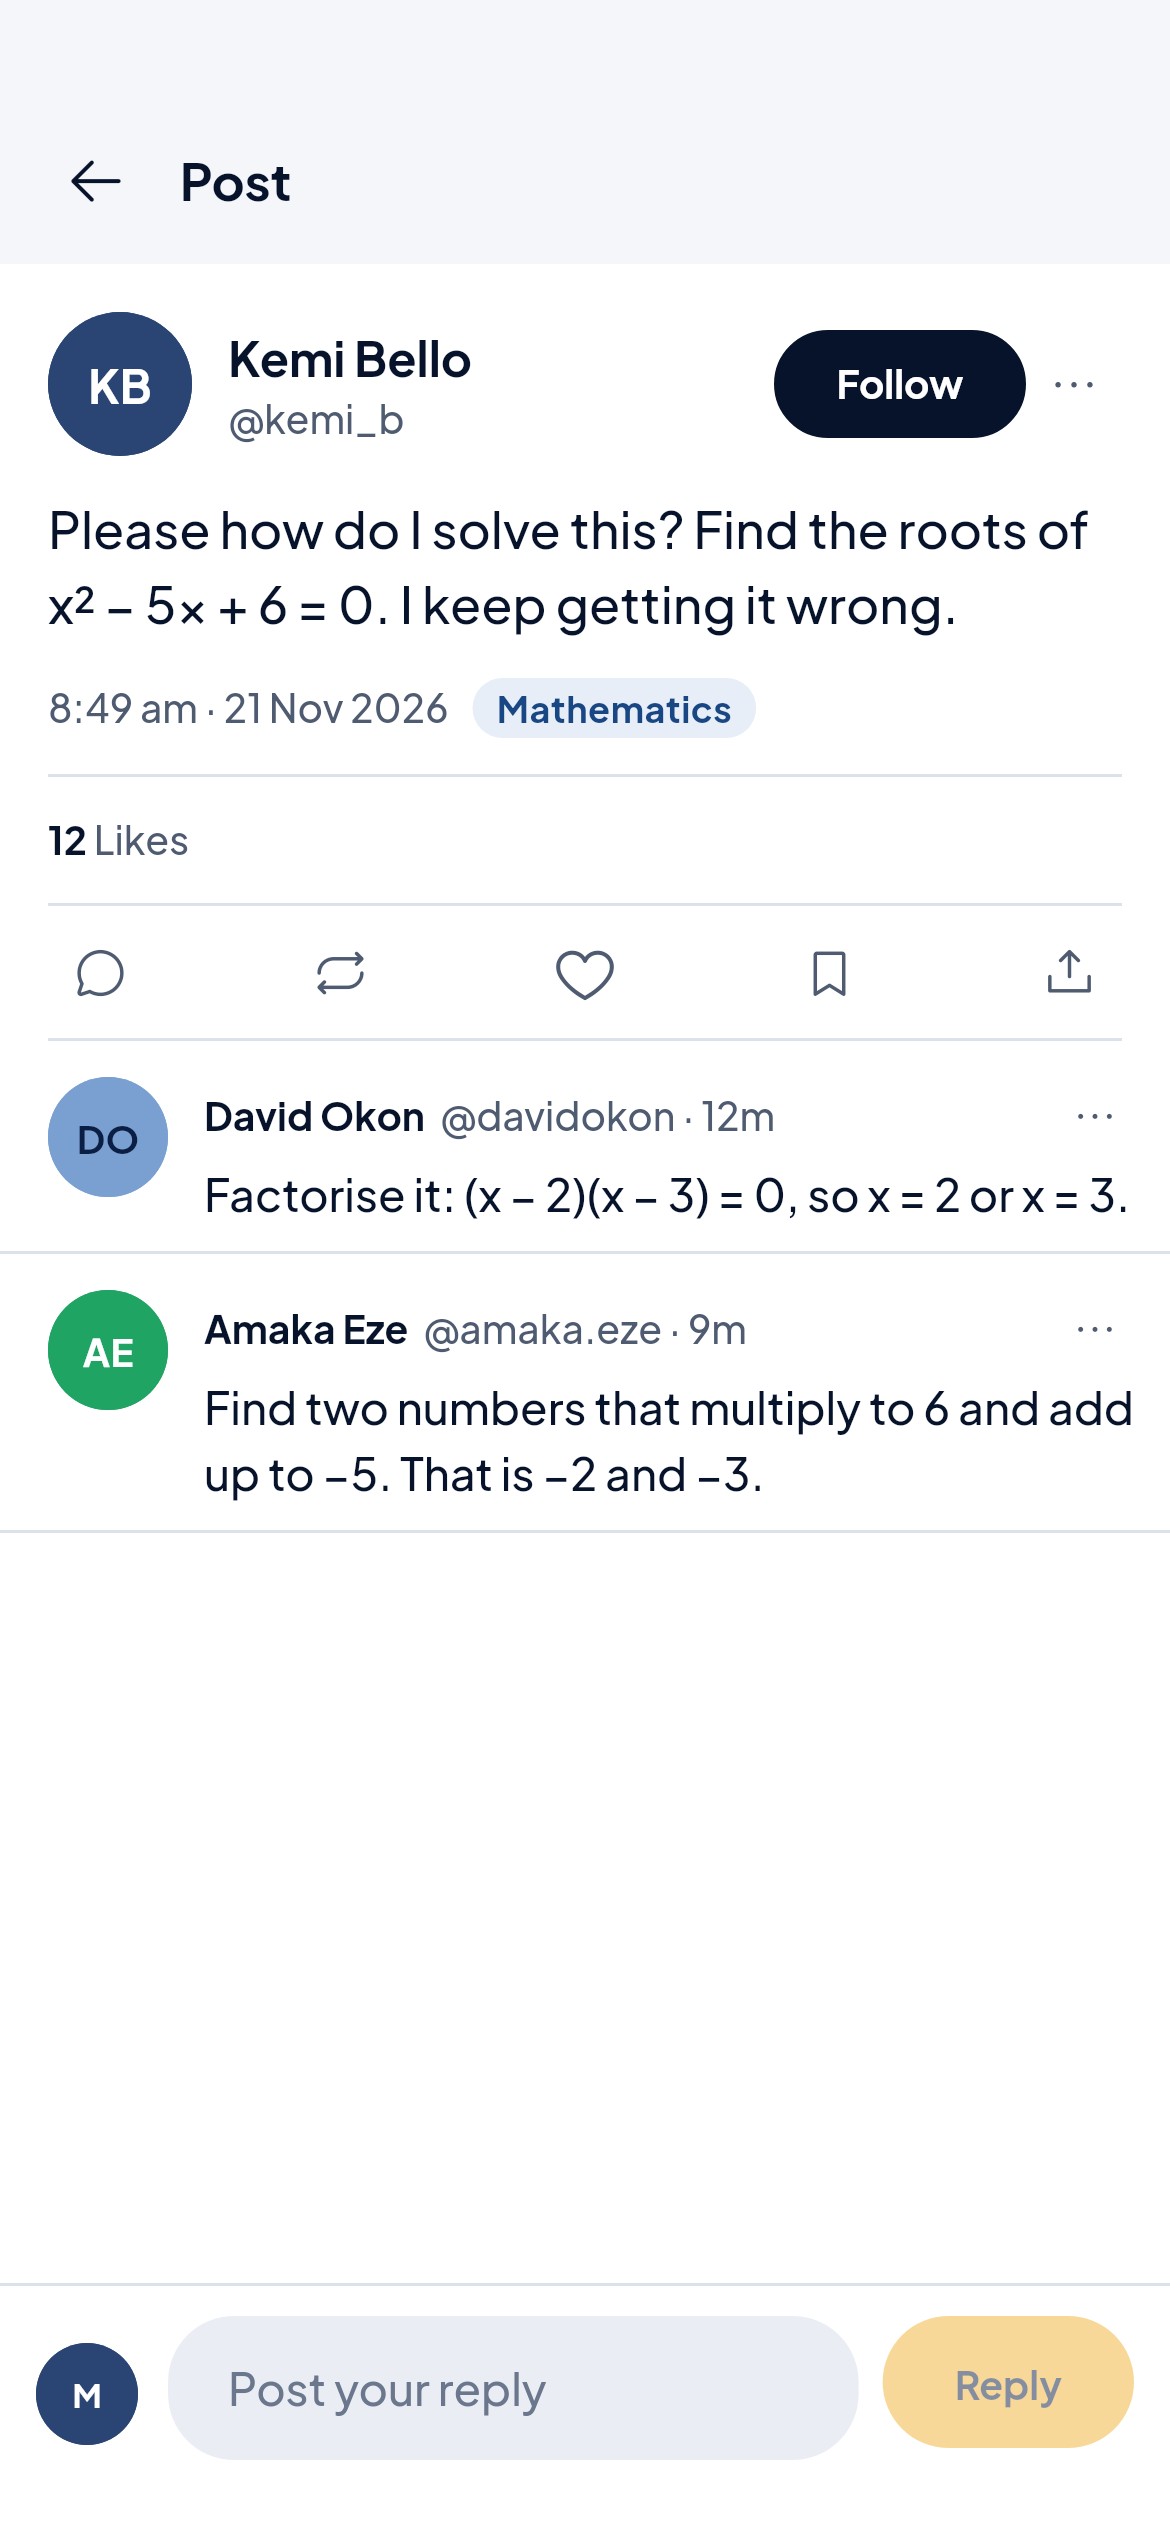 Post
KB
Kemi Bello
@kemi_b
Follow
Please how do I solve this? Find the roots of
x² – 5× + 6 = 0. I keep getting it wrong.
8:49 am · 21 Nov 2026
Mathematics
12 Likes
DO
David Okon @davidokon · 12m
Factorise it: (x – 2)(x – 3) = 0, so x = 2 or x = 3.
AE
Amaka Eze @amaka.eze · 9m
Find two numbers that multiply to 6 and add
up to –5. That is –2 and –3.
M
Post your reply
Reply